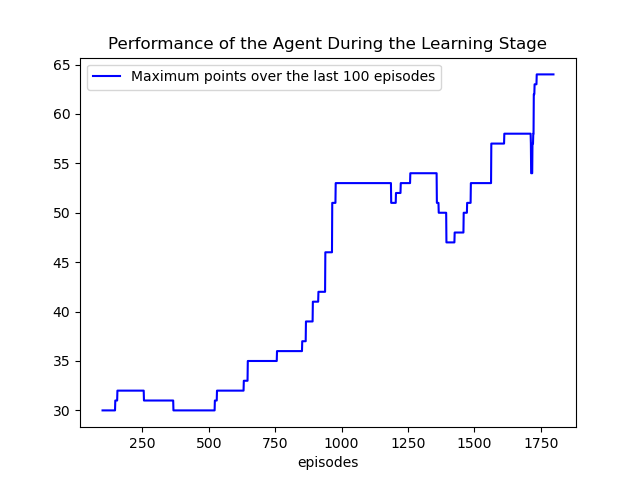 Performance of the Agent During the Learning Stage
Maximum points over the last 100 episodes
65
60
55
50
45
40
35
30
250 500 750 1000 1250 1500 1750
episodes